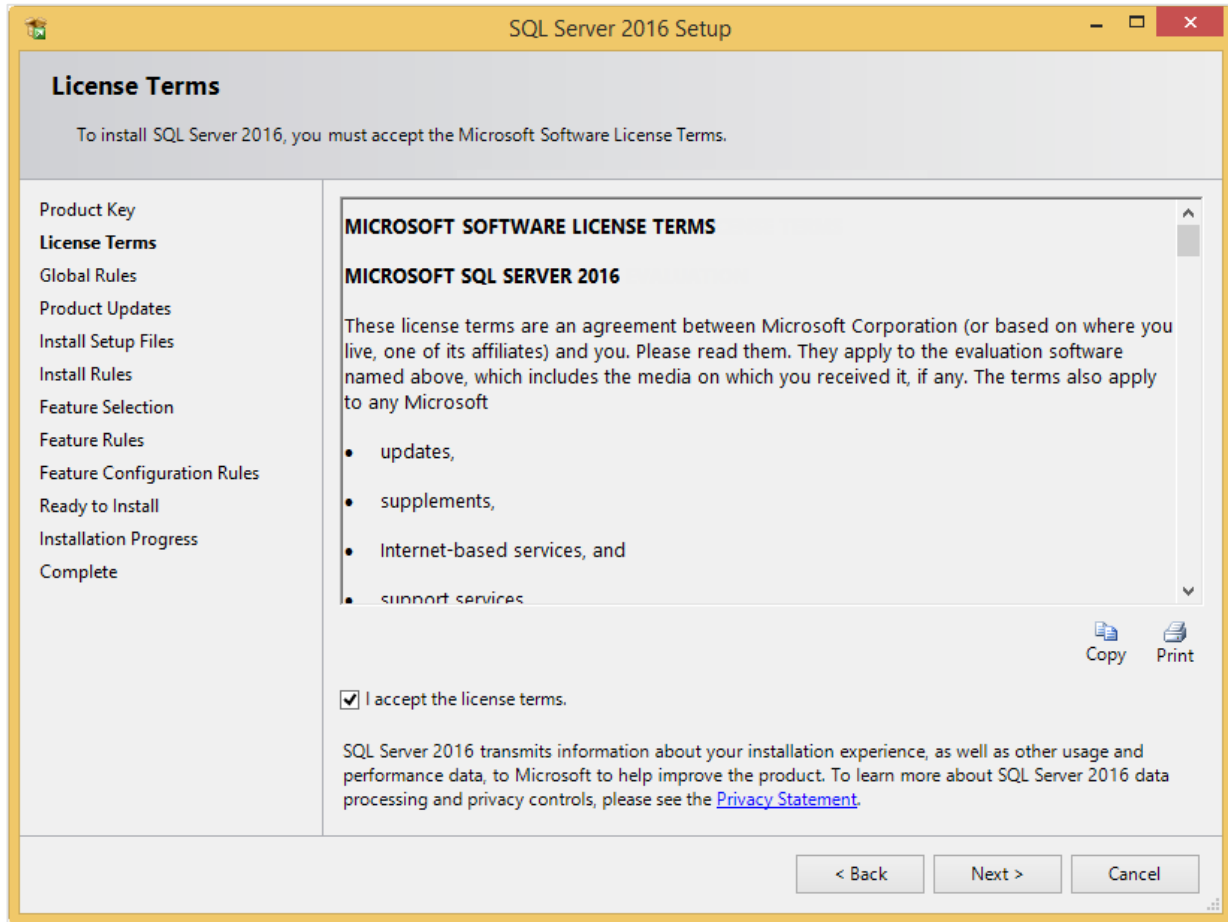 SQL Server 2016 Setup
License Terms
To install SQL Server 2016, you must accept the Microsoft Software License Terms.
Product Key
License Terms
Global Rules
Product Updates
Install Setup Files
Install Rules
Feature Selection
Feature Rules
Feature Configuration Rules
Ready to Install
Installation Progress
Complete
MICROSOFT SOFTWARE LICENSE TERMS
MICROSOFT SQL SERVER 2016
These license terms are an agreement between Microsoft Corporation (or based on where you
live, one of its affiliates) and you. Please read them. They apply to the evaluation software
named above, which includes the media on which you received it, if any. The terms also apply
to any Microsoft
• updates,
• supplements,
• Internet-based services, and
• support services
Copy Print
I accept the license terms.
SQL Server 2016 transmits information about your installation experience, as well as other usage and
performance data, to Microsoft to help improve the product. To learn more about SQL Server 2016 data
processing and privacy controls, please see the Privacy Statement.
< Back Next > Cancel